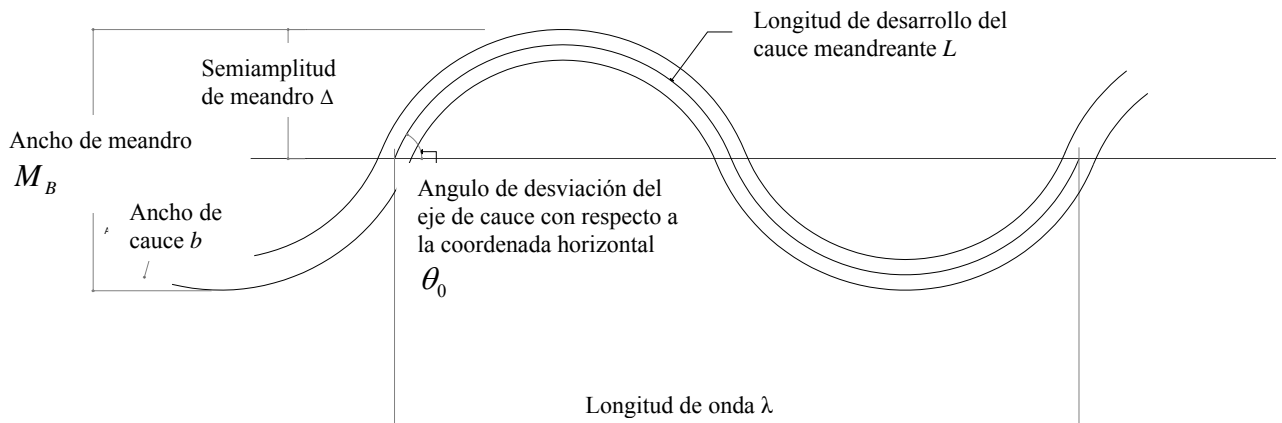 Longitud de desarrollo del
cauce meandreante L
Semiamplitud
de meandro Δ
Ancho de meandro
M_B
Angulo de desviación del
eje de cauce con respecto a
la coordenada horizontal
θ₀
Ancho de
cauce b
Longitud de onda λ